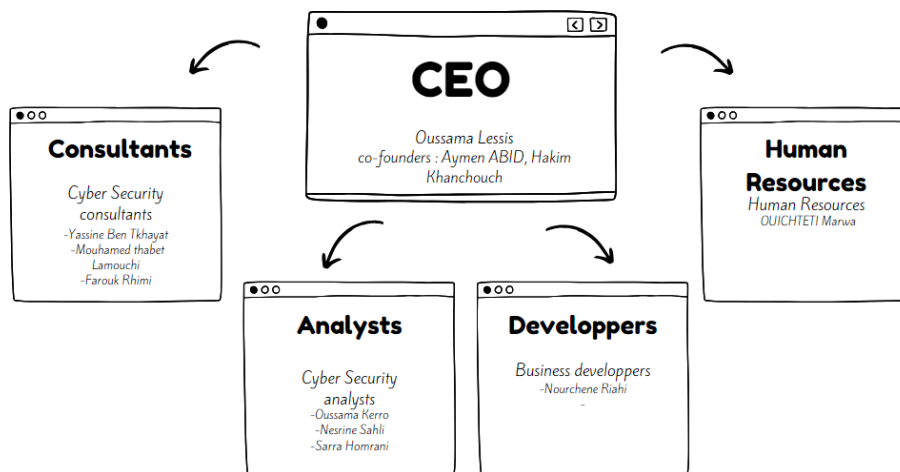 CEO
Oussama Lessis
co-founders : Aymen ABID, Hakim
Khanchouch
Consultants
Cyber Security
consultants
-Yassine Ben Tkhayat
-Mouhamed thabet
Lamouchi
-Farouk Rhimi
Analysts
Cyber Security
analysts
-Oussama Kerro
-Nesrine Sahli
-Sarra Homrani
Developpers
Business developpers
-Nourchene Riahi
-
Human
Resources
Human Resources
OUICHTETI Marwa